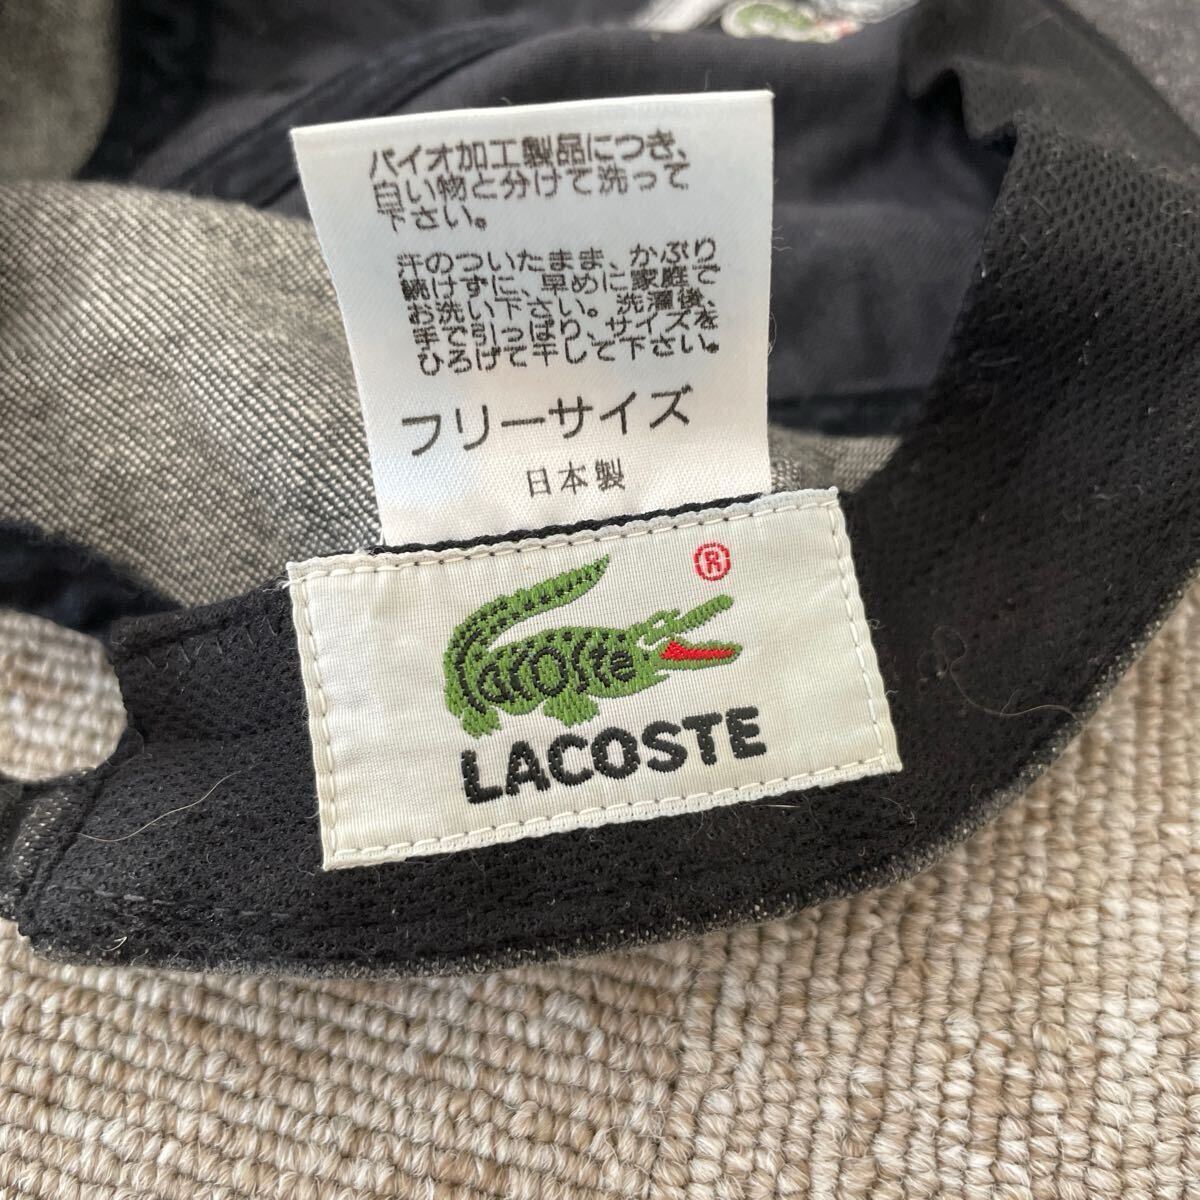 バイオ加工製品につき、
白い物と分けて洗って
下さい。
汗のついたまま、かぶり
続けずに、早めに家庭で
お洗い下さい。洗濯後、
手で引っぱり、サイズを
ひろげて干して下さい。
フリーサイズ
日本製
®
Lacoste
LACOSTE